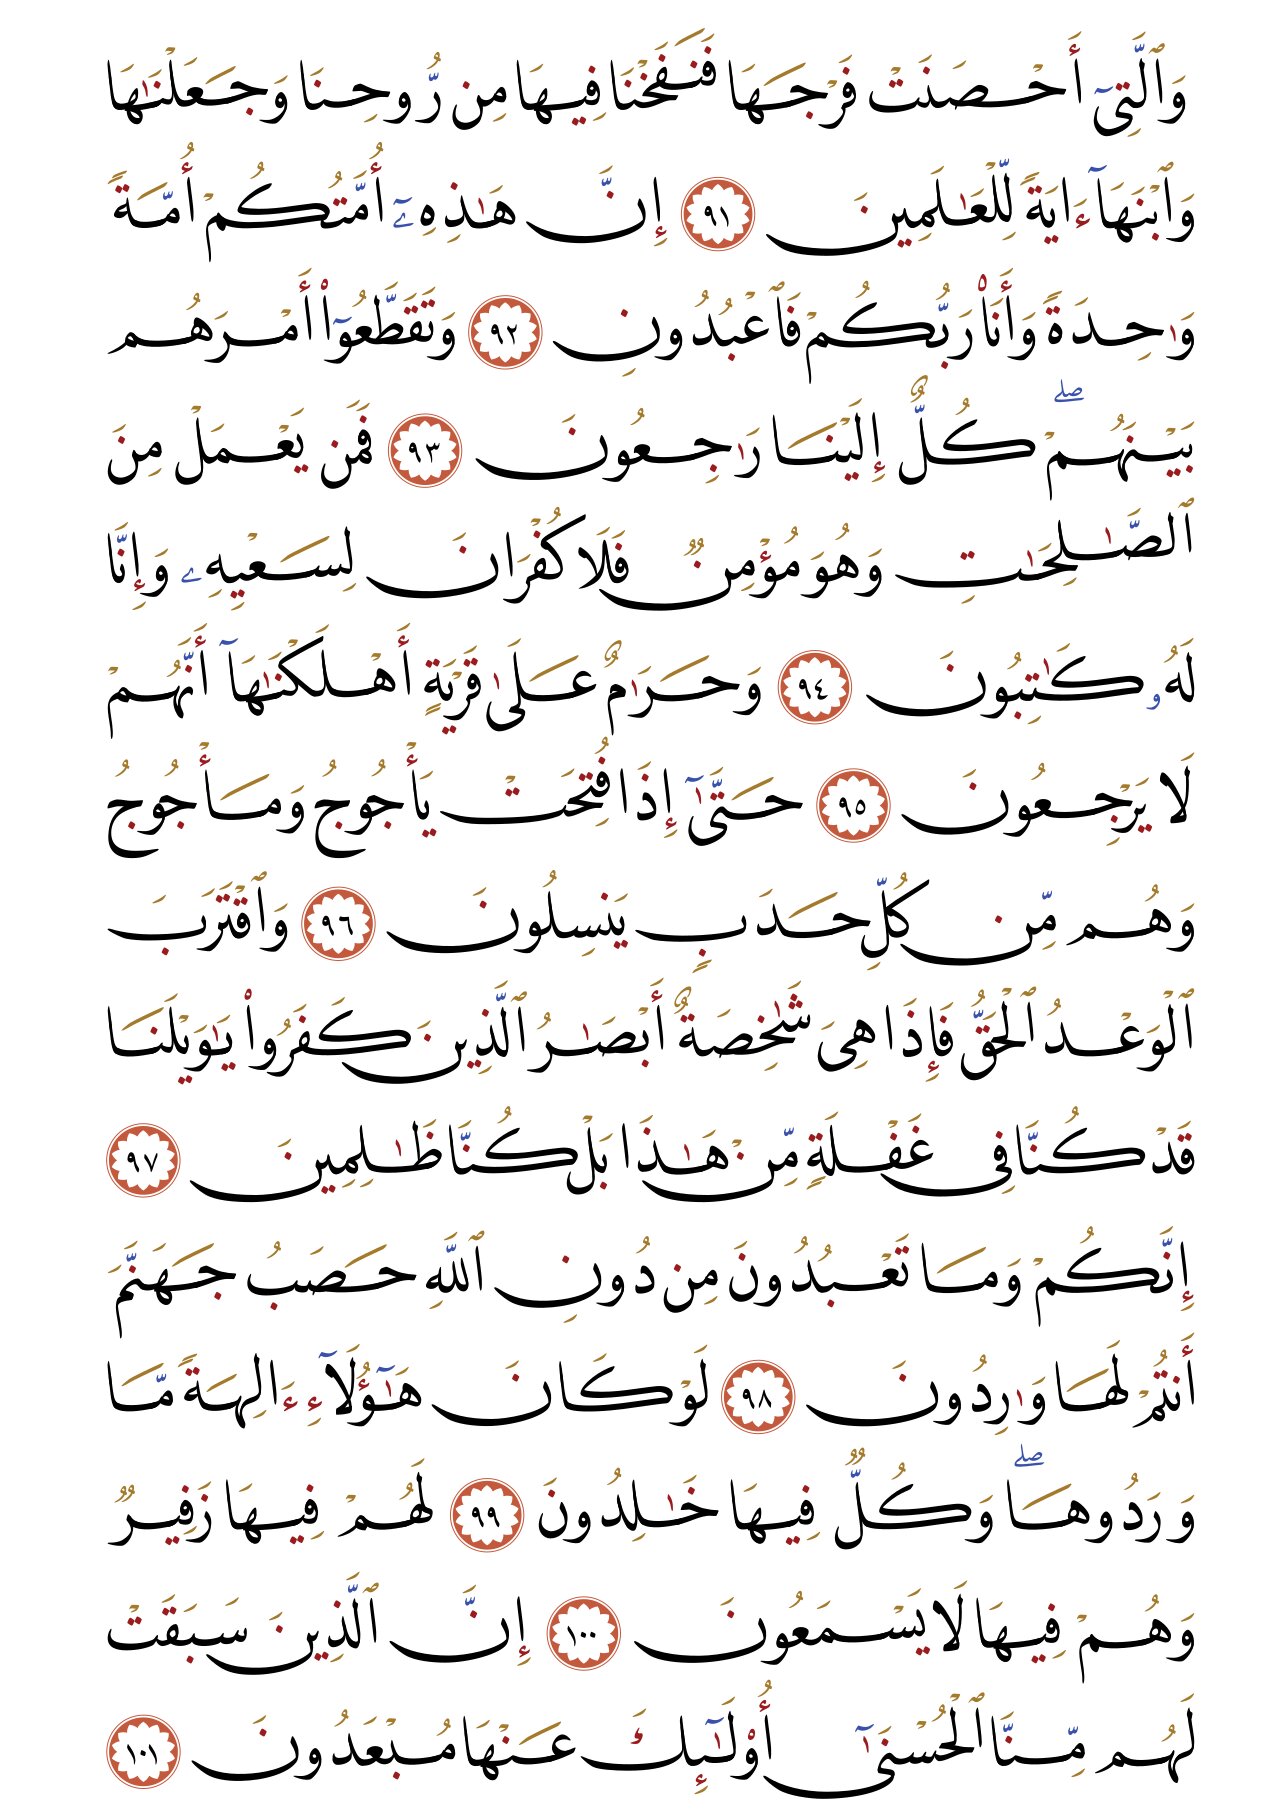 وَٱلَّتِىٓ أَحْصَنَتْ فَرْجَهَا فَنَفَخْنَا فِيهَا مِن رُّوحِنَا وَجَعَلْنَٰهَا
وَٱبْنَهَآ ءَايَةً لِّلْعَٰلَمِينَ ٩١ إِنَّ هَٰذِهِۦٓ أُمَّتُكُمْ أُمَّةً
وَٰحِدَةً وَأَنَا۠ رَبُّكُمْ فَٱعْبُدُونِ ٩٢ وَتَقَطَّعُوٓا۟ أَمْرَهُم
بَيْنَهُمْ ۖ كُلٌّ إِلَيْنَا رَٰجِعُونَ ٩٣ فَمَن يَعْمَلْ مِنَ
ٱلصَّٰلِحَٰتِ وَهُوَ مُؤْمِنٌ فَلَا كُفْرَانَ لِسَعْيِهِۦ وَإِنَّا
لَهُۥ كَٰتِبُونَ ٩٤ وَحَرَٰمٌ عَلَىٰ قَرْيَةٍ أَهْلَكْنَٰهَآ أَنَّهُمْ
لَا يَرْجِعُونَ ٩٥ حَتَّىٰٓ إِذَا فُتِحَتْ يَأْجُوجُ وَمَأْجُوجُ
وَهُم مِّن كُلِّ حَدَبٍ يَنسِلُونَ ٩٦ وَٱقْتَرَبَ
ٱلْوَعْدُ ٱلْحَقُّ فَإِذَا هِىَ شَٰخِصَةٌ أَبْصَٰرُ ٱلَّذِينَ كَفَرُوا۟ يَٰوَيْلَنَا
قَدْ كُنَّا فِى غَفْلَةٍ مِّنْ هَٰذَا بَلْ كُنَّا ظَٰلِمِينَ ٩٧
إِنَّكُمْ وَمَا تَعْبُدُونَ مِن دُونِ ٱللَّهِ حَصَبُ جَهَنَّمَ
أَنتُمْ لَهَا وَٰرِدُونَ ٩٨ لَوْ كَانَ هَٰٓؤُلَآءِ ءَالِهَةً مَّا
وَرَدُوهَا ۖ وَكُلٌّ فِيهَا خَٰلِدُونَ ٩٩ لَهُمْ فِيهَا زَفِيرٌ
وَهُمْ فِيهَا لَا يَسْمَعُونَ ١٠٠ إِنَّ ٱلَّذِينَ سَبَقَتْ
لَهُم مِّنَّا ٱلْحُسْنَىٰٓ أُو۟لَٰٓئِكَ عَنْهَا مُبْعَدُونَ ١٠١